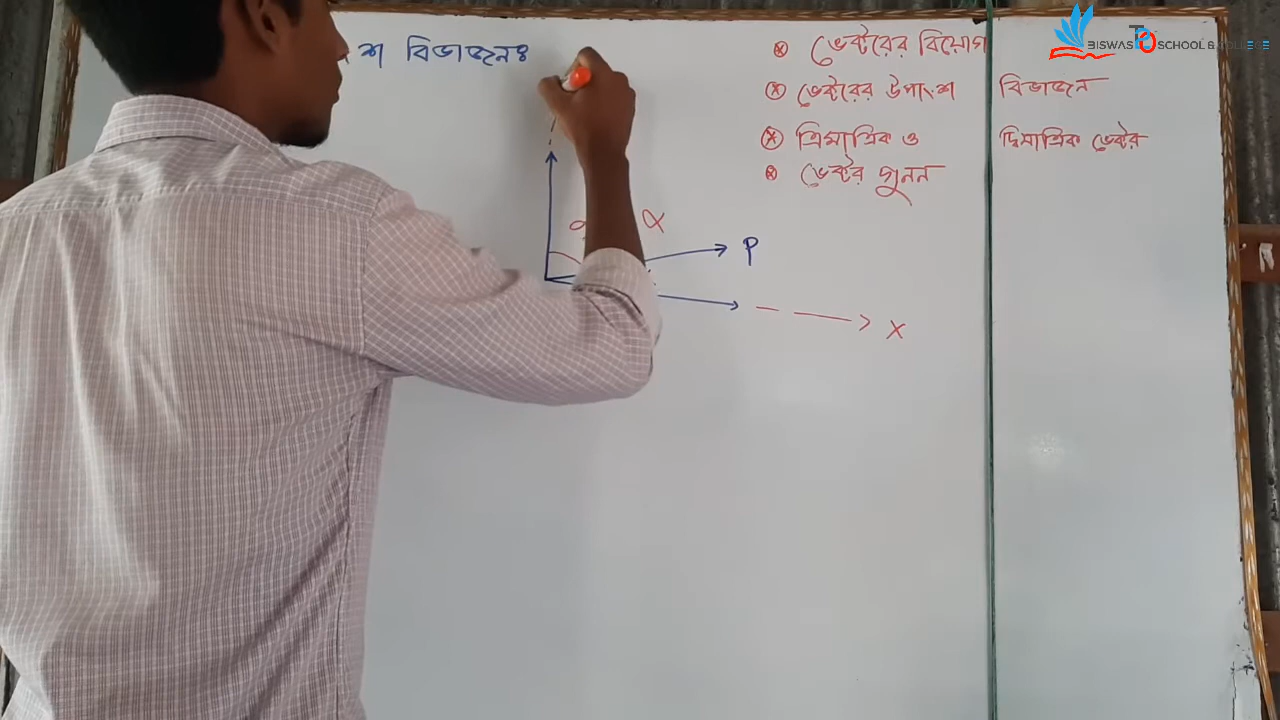 শ বিভাজনঃ
ভেক্টরের বিয়োগ
ভেক্টরের উপাংশ বিভাজন
ত্রিমাত্রিক ও দ্বিমাত্রিক ভেক্টর
ভেক্টর গুনন
α
P
X
BISWAS SCHOOL & COLLEGE